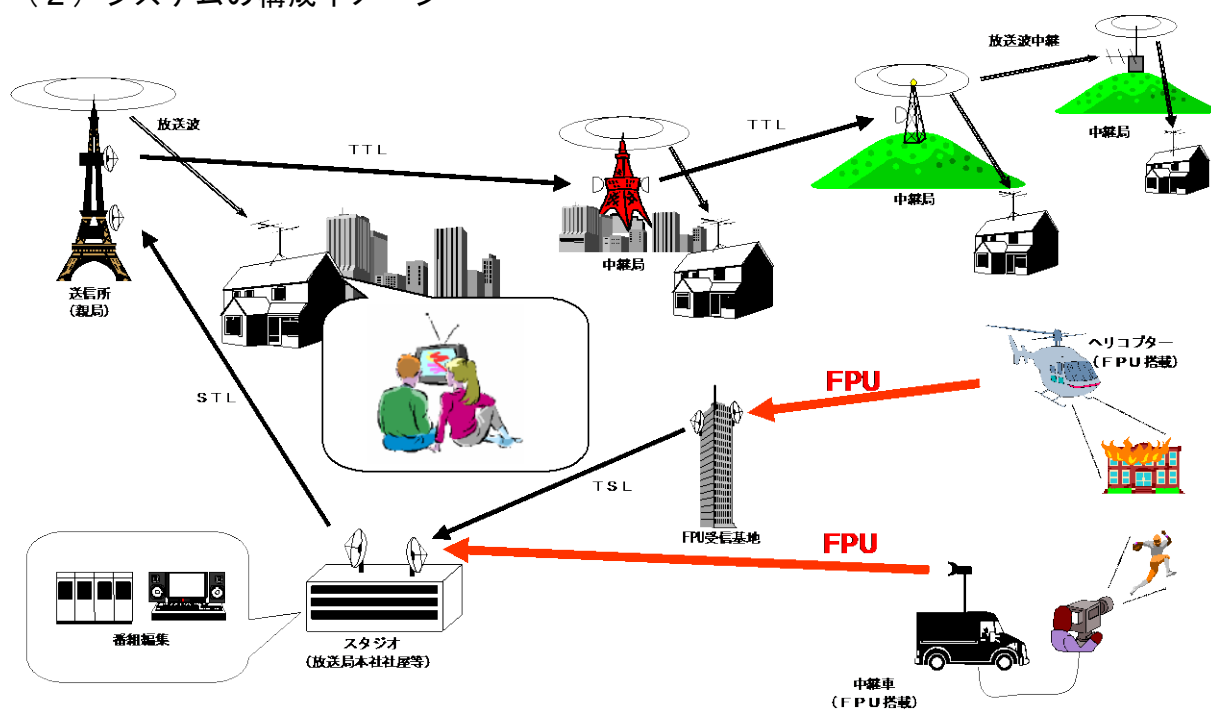 （２）システムの構成イメージ
放送波中継
放送波
ＴＴＬ
ＴＴＬ
中継局
中継局
中継局
送信所
（親局）
ヘリコプター
（ＦＰＵ搭載）
FPU
ＳＴＬ
ＴＳＬ
FPU受信基地
FPU
番組編集
スタジオ
（放送局本社社屋等）
中継車
（ＦＰＵ搭載）